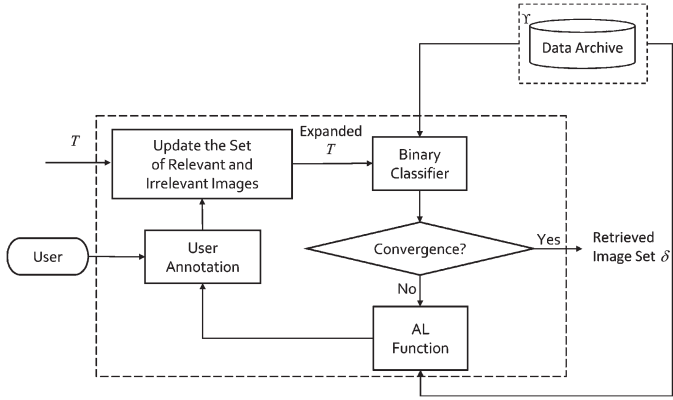 ϒ
Data Archive
T
Update the Set
of Relevant and
Irrelevant Images
Expanded
T
Binary
Classifier
User
User
Annotation
Convergence?
Yes
Retrieved
Image Set δ
No
AL
Function